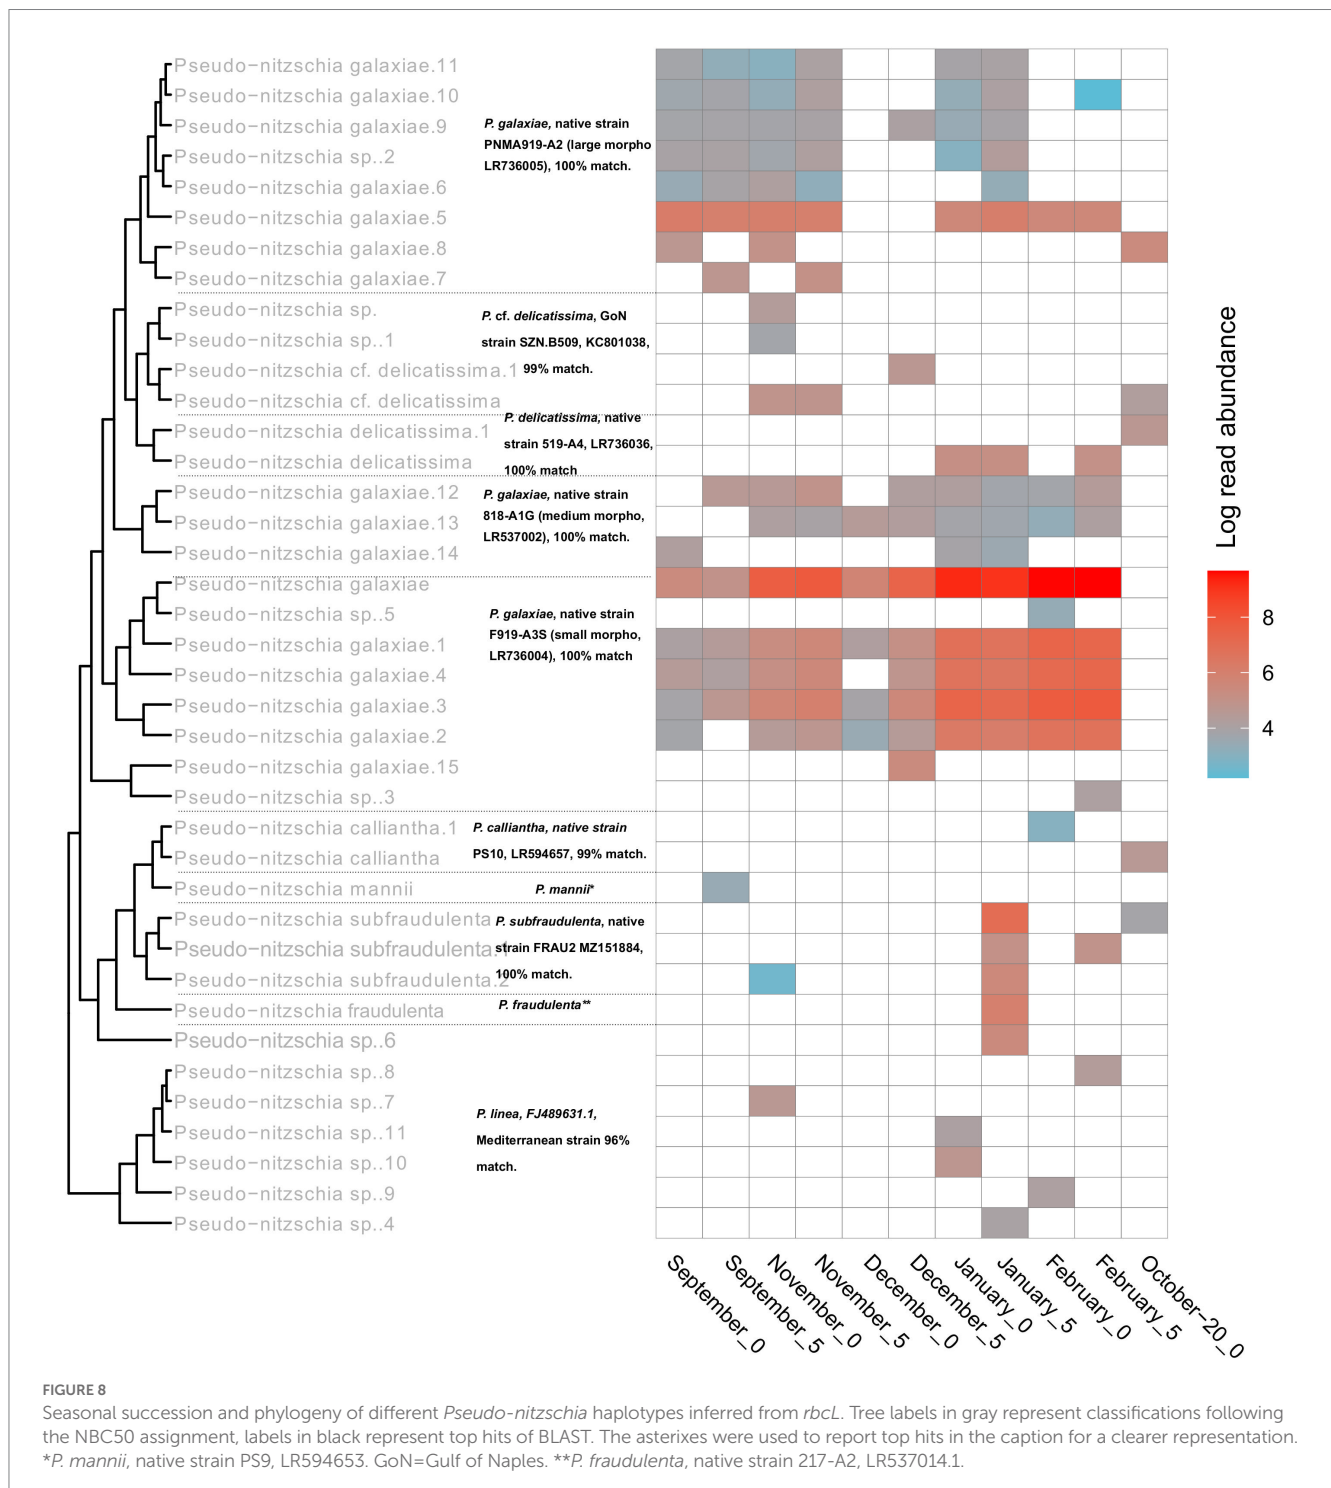 Pseudo−nitzschia galaxiae.11
Pseudo−nitzschia galaxiae.10
Pseudo−nitzschia galaxiae.9
Pseudo−nitzschia sp..2
Pseudo−nitzschia galaxiae.6
Pseudo−nitzschia galaxiae.5
Pseudo−nitzschia galaxiae.8
Pseudo−nitzschia galaxiae.7
Pseudo−nitzschia sp.
Pseudo−nitzschia sp..1
Pseudo−nitzschia cf. delicatissima.1
Pseudo−nitzschia cf. delicatissima
Pseudo−nitzschia delicatissima.1
Pseudo−nitzschia delicatissima
Pseudo−nitzschia galaxiae.12
Pseudo−nitzschia galaxiae.13
Pseudo−nitzschia galaxiae.14
Pseudo−nitzschia galaxiae
Pseudo−nitzschia sp..5
Pseudo−nitzschia galaxiae.1
Pseudo−nitzschia galaxiae.4
Pseudo−nitzschia galaxiae.3
Pseudo−nitzschia galaxiae.2
Pseudo−nitzschia galaxiae.15
Pseudo−nitzschia sp..3
Pseudo−nitzschia calliantha.1
Pseudo−nitzschia calliantha
Pseudo−nitzschia mannii
Pseudo−nitzschia subfraudulenta
Pseudo−nitzschia subfraudulenta.1
Pseudo−nitzschia subfraudulenta.2
Pseudo−nitzschia fraudulenta
Pseudo−nitzschia sp..6
Pseudo−nitzschia sp..8
Pseudo−nitzschia sp..7
Pseudo−nitzschia sp..11
Pseudo−nitzschia sp..10
Pseudo−nitzschia sp..9
Pseudo−nitzschia sp..4
P. galaxiae, native strain
PNMA919-A2 (large morpho
LR736005), 100% match.
P. cf. delicatissima, GoN
strain SZN.B509, KC801038,
99% match.
P. delicatissima, native
strain 519-A4, LR736036,
100% match
P. galaxiae, native strain
818-A1G (medium morpho,
LR537002), 100% match.
P. galaxiae, native strain
F919-A3S (small morpho,
LR736004), 100% match
P. calliantha, native strain
PS10, LR594657, 99% match.
P. mannii*
P. subfraudulenta, native
strain FRAU2 MZ151884,
100% match.
P. fraudulenta**
P. linea, FJ489631.1,
Mediterranean strain 96%
match.
September_0
September_5
November_0
November_5
December_0
December_5
January_0
January_5
February_0
February_5
October−20_0
Log read abundance
8
6
4
FIGURE 8
Seasonal succession and phylogeny of different Pseudo-nitzschia haplotypes inferred from rbcL. Tree labels in gray represent classifications following
the NBC50 assignment, labels in black represent top hits of BLAST. The asterixes were used to report top hits in the caption for a clearer representation.
*P. mannii, native strain PS9, LR594653. GoN=Gulf of Naples. **P. fraudulenta, native strain 217-A2, LR537014.1.